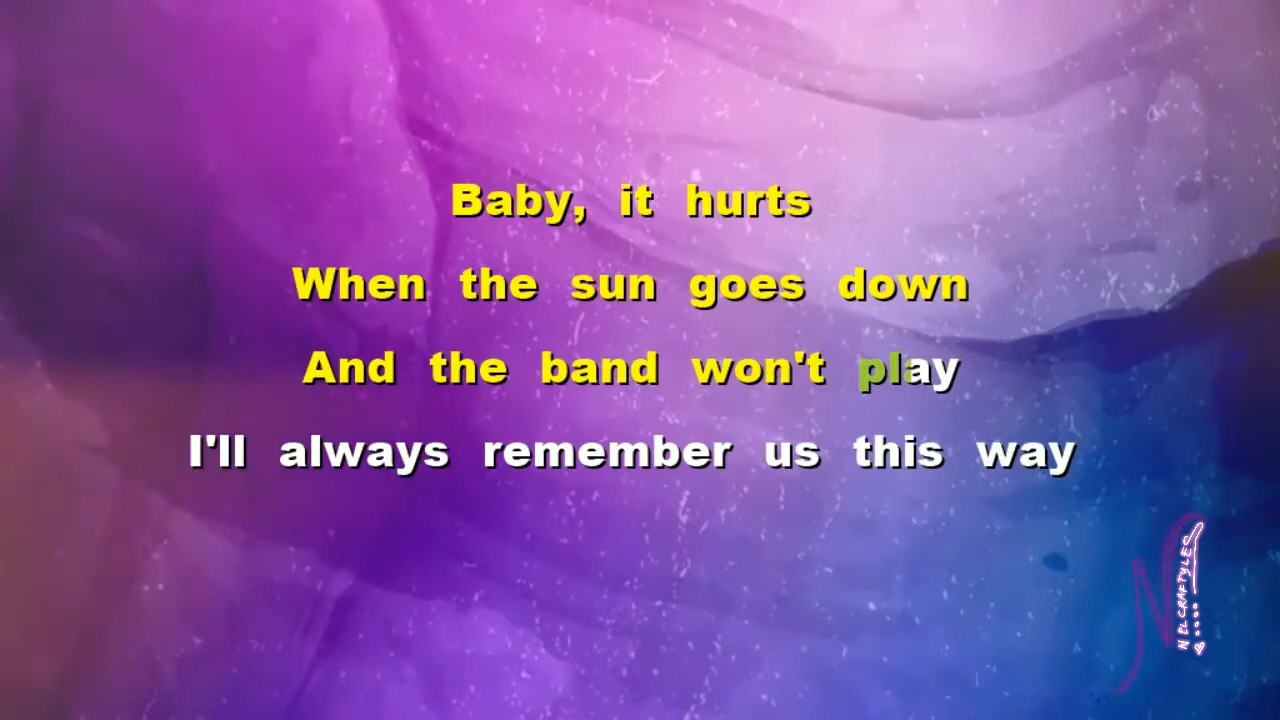 Baby, it hurts
When the sun goes down
And the band won't play
I'll always remember us this way
NELCRAFTYLES